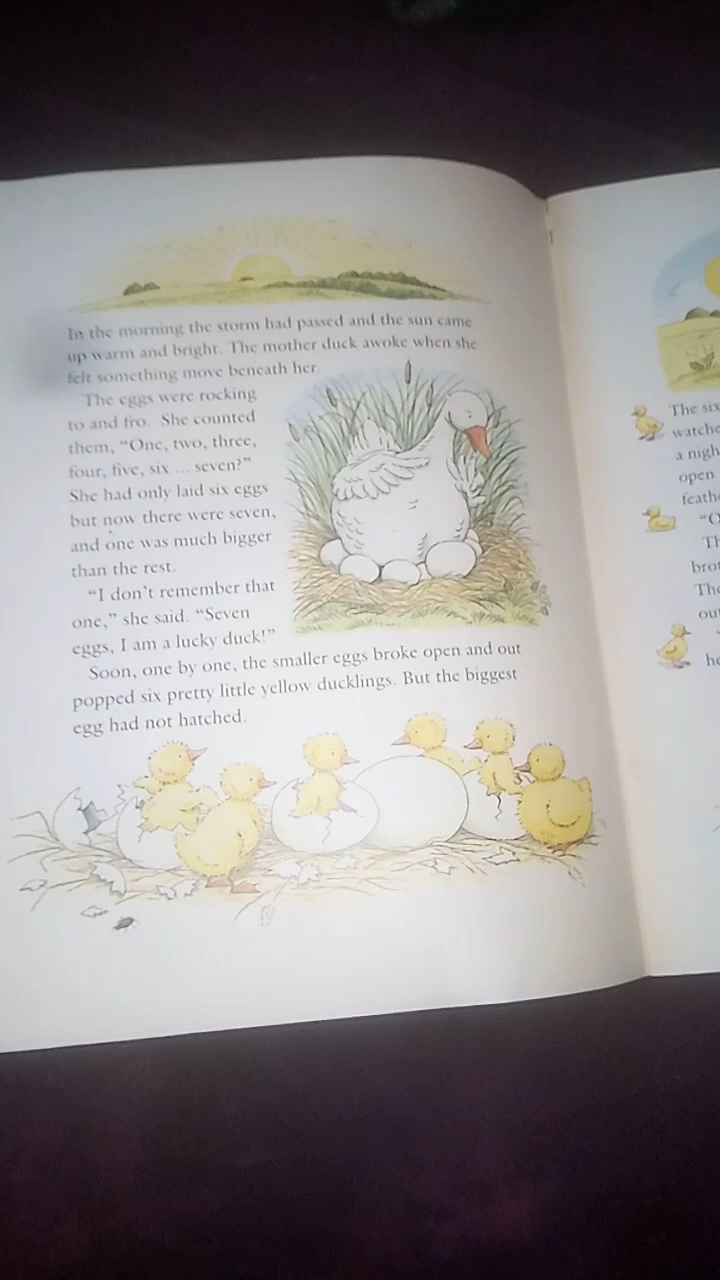 In the morning the storm had passed and the sun came
up warm and bright. The mother duck awoke when she
felt something move beneath her.
The eggs were rocking
to and fro. She counted
them, “One, two, three,
four, five, six ... seven?”
She had only laid six eggs
but now there were seven,
and one was much bigger
than the rest.
“I don’t remember that
one,” she said. “Seven
eggs, I am a lucky duck!”
Soon, one by one, the smaller eggs broke open and out
popped six pretty little yellow ducklings. But the biggest
egg had not hatched.
The six
a nigh
open